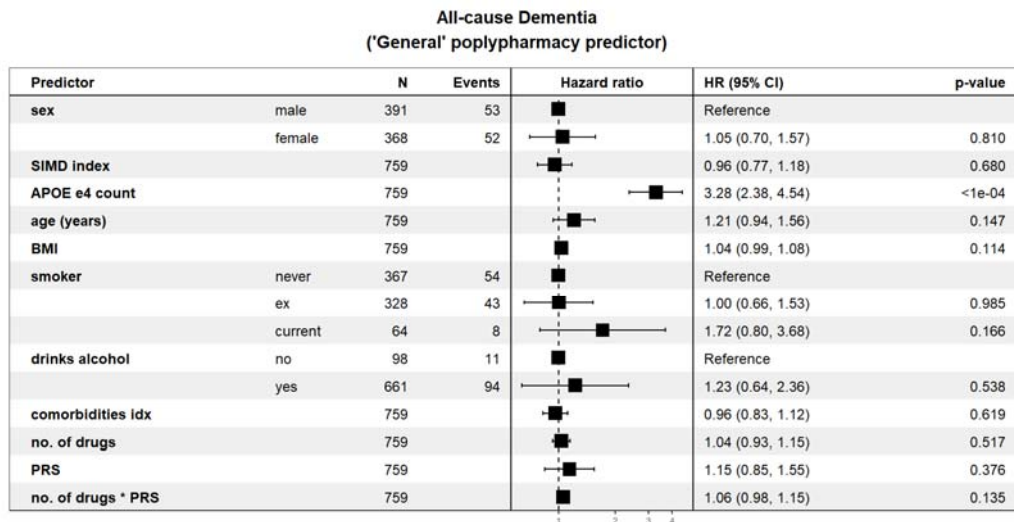 All-cause Dementia
('General' poplypharmacy predictor)
Predictor N Events Hazard ratio HR (95% CI) p-value
sex male 391 53 Reference
female 368 52 1.05 (0.70, 1.57) 0.810
SIMD index 759 0.96 (0.77, 1.18) 0.680
APOE e4 count 759 3.28 (2.38, 4.54) <1e-04
age (years) 759 1.21 (0.94, 1.56) 0.147
BMI 759 1.04 (0.99, 1.08) 0.114
smoker never 367 54 Reference
ex 328 43 1.00 (0.66, 1.53) 0.985
current 64 8 1.72 (0.80, 3.68) 0.166
drinks alcohol no 98 11 Reference
yes 661 94 1.23 (0.64, 2.36) 0.538
comorbidities idx 759 0.96 (0.83, 1.12) 0.619
no. of drugs 759 1.04 (0.93, 1.15) 0.517
PRS 759 1.15 (0.85, 1.55) 0.376
no. of drugs * PRS 759 1.06 (0.98, 1.15) 0.135
1 2 3 4